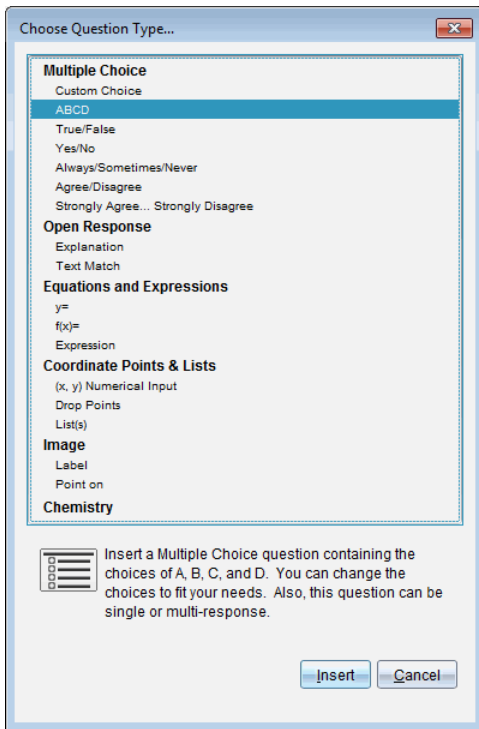 Choose Question Type...
Multiple Choice
Custom Choice
ABCD
True/False
Yes/No
Always/Sometimes/Never
Agree/Disagree
Strongly Agree... Strongly Disagree
Open Response
Explanation
Text Match
Equations and Expressions
y=
f(x)=
Expression
Coordinate Points & Lists
(x, y) Numerical Input
Drop Points
List(s)
Image
Label
Point on
Chemistry
Insert a Multiple Choice question containing the
choices of A, B, C, and D. You can change the
choices to fit your needs. Also, this question can be
single or multi-response.
Insert Cancel